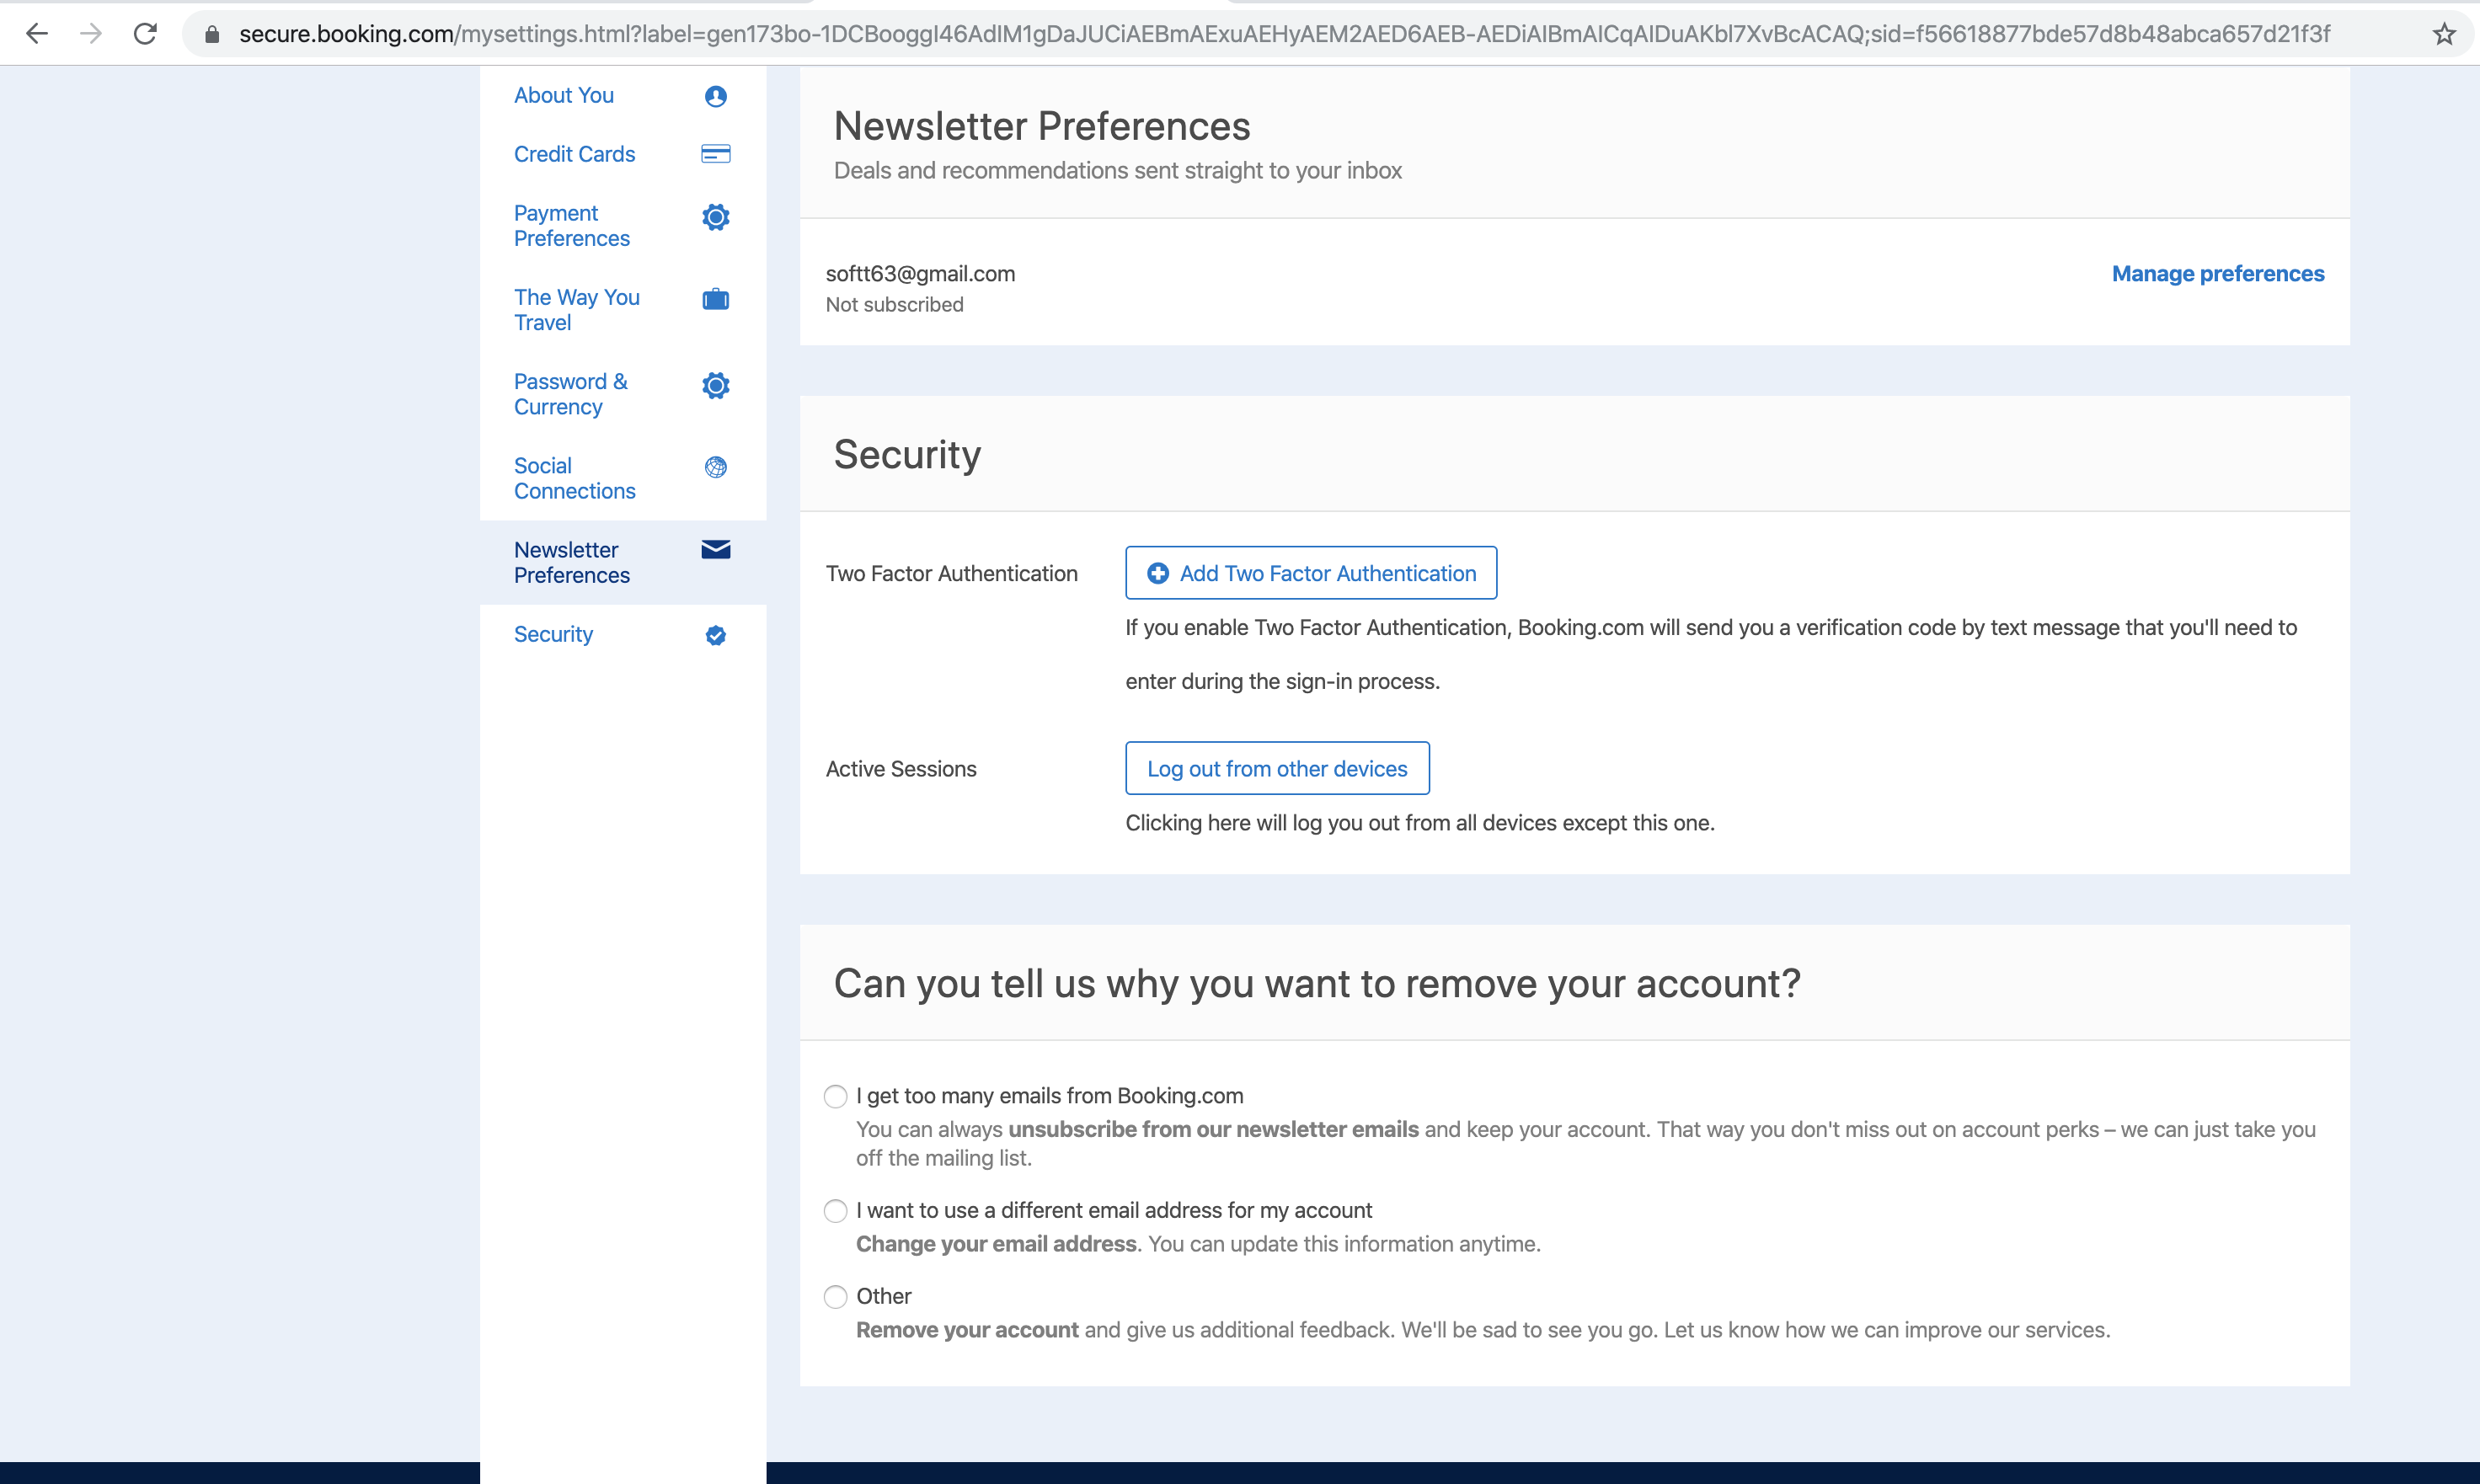 secure.booking.com/mysettings.html?label=gen173bo-1DCBooggI46AdIM1gDaJUCiAEBmAExuAEHyAEM2AED6AEB-AEDiAIBmAICqAIDuAKbl7XvBcACAQ;sid=f56618877bde57d8b48abca657d21f3f
About You
Credit Cards
Payment
Preferences
The Way You
Travel
Password &
Currency
Social
Connections
Newsletter
Preferences
Security
Newsletter Preferences
Deals and recommendations sent straight to your inbox
softt63@gmail.com
Manage preferences
Not subscribed
Security
Two Factor Authentication
Add Two Factor Authentication
If you enable Two Factor Authentication, Booking.com will send you a verification code by text message that you'll need to
enter during the sign-in process.
Active Sessions
Log out from other devices
Clicking here will log you out from all devices except this one.
Can you tell us why you want to remove your account?
I get too many emails from Booking.com
You can always unsubscribe from our newsletter emails and keep your account. That way you don't miss out on account perks – we can just take you
off the mailing list.
I want to use a different email address for my account
Change your email address. You can update this information anytime.
Other
Remove your account and give us additional feedback. We'll be sad to see you go. Let us know how we can improve our services.